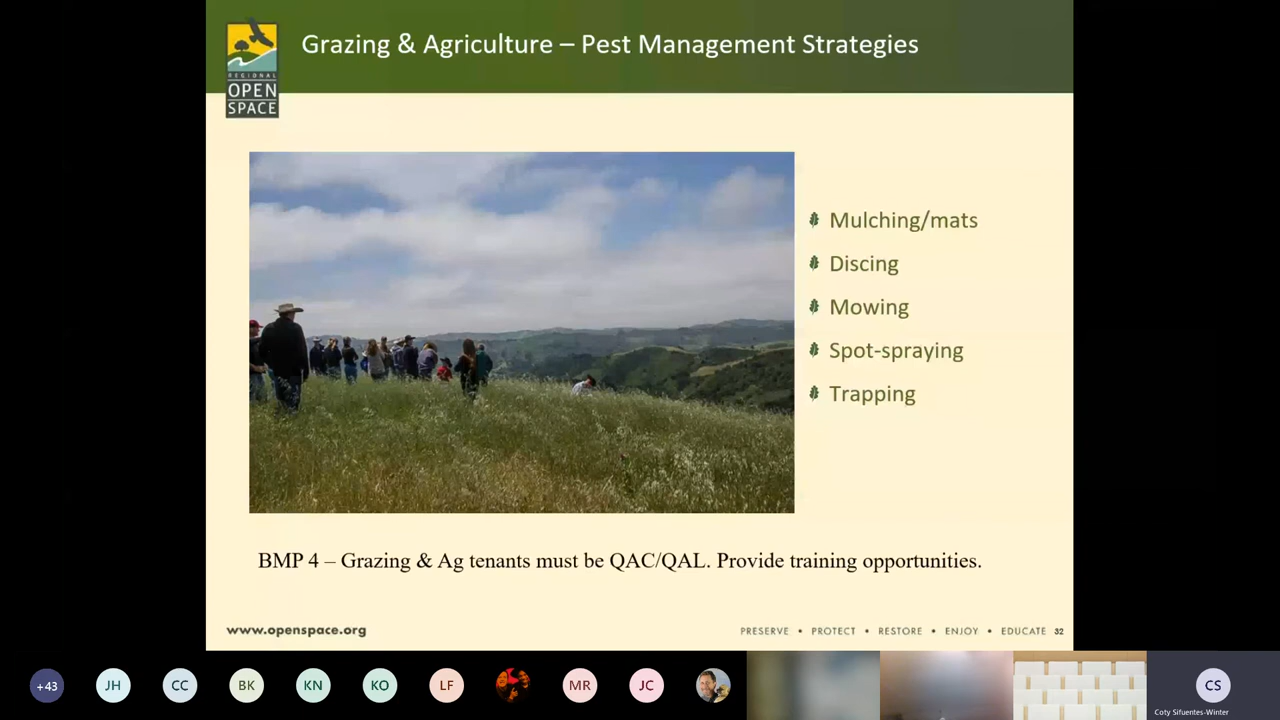 Grazing & Agriculture – Pest Management Strategies
REGIONAL
OPEN
SPACE
Mulching/mats
Discing
Mowing
Spot-spraying
Trapping
BMP 4 – Grazing & Ag tenants must be QAC/QAL. Provide training opportunities.
www.openspace.org
PRESERVE • PROTECT • RESTORE • ENJOY • EDUCATE 32
+43 JH CC BK KN KO LF MR JC CS
Coty Sifuentes-Winter